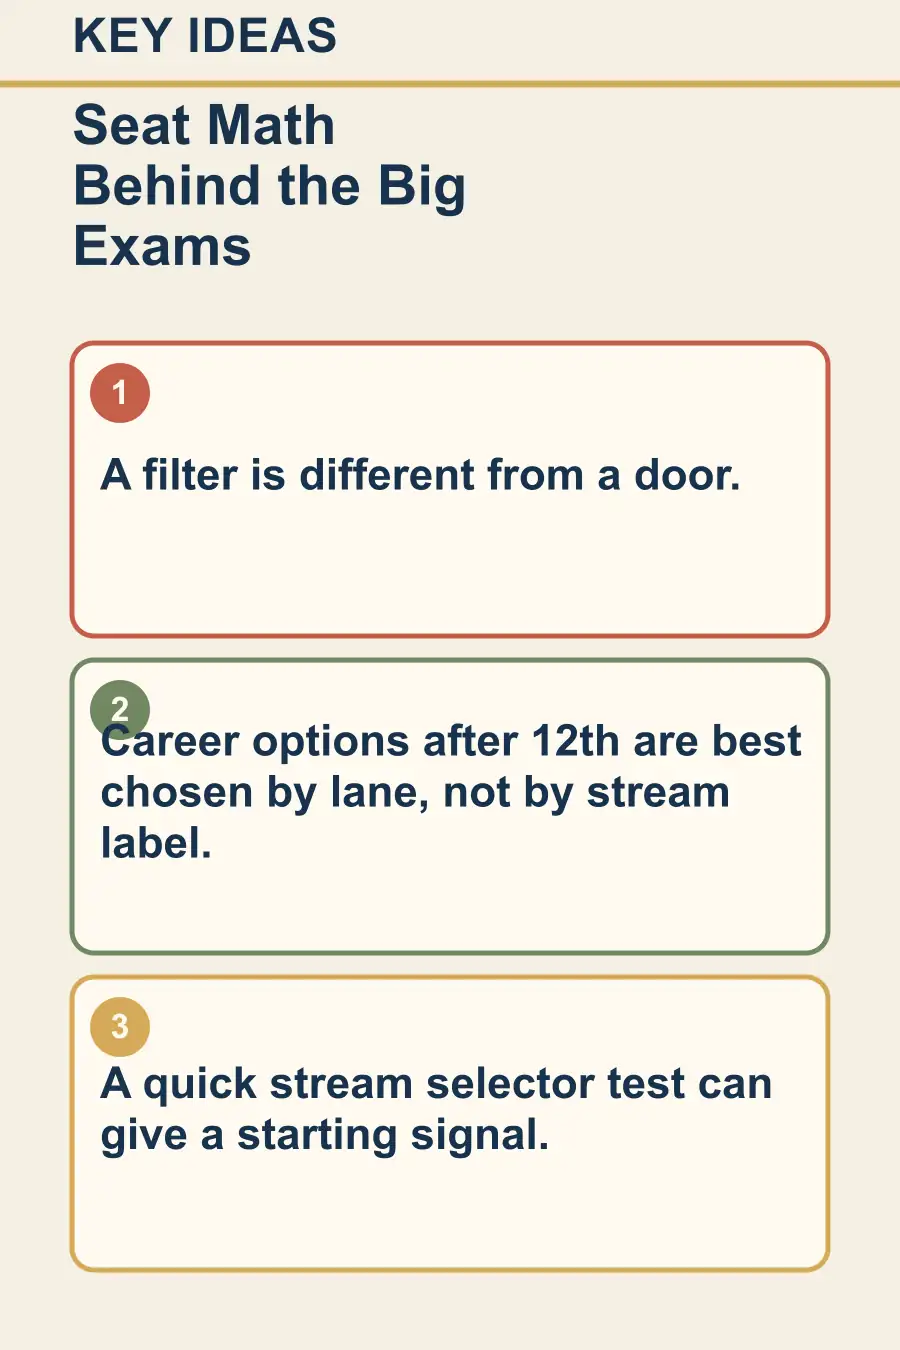 KEY IDEAS
Seat Math
Behind the Big
Exams
1
A filter is different from a door.
2
Career options after 12th are best
chosen by lane, not by stream
label.
3
A quick stream selector test can
give a starting signal.